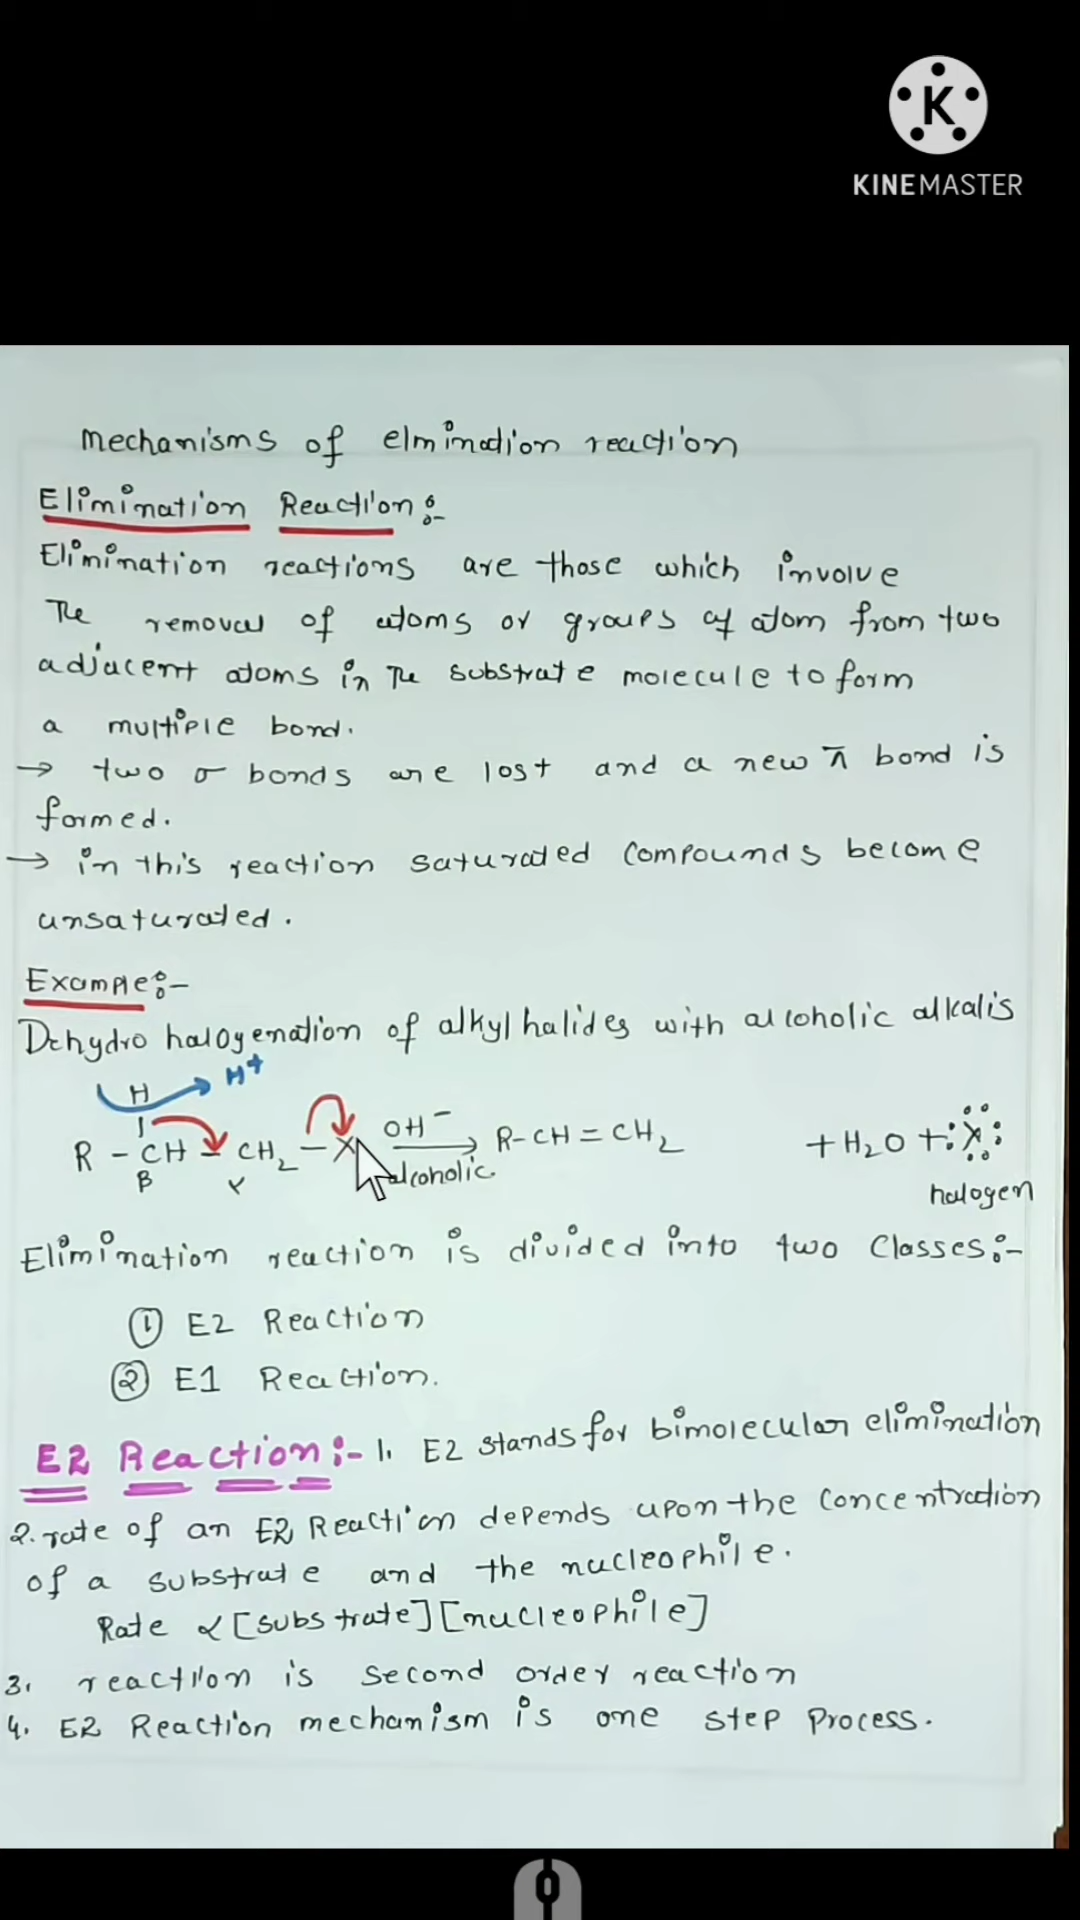 K
KINEMASTER
Mechanisms of elmination reaction
Elimination Reaction:-
Elimination reactions are those which involve
The removal of atoms or groups of atom from two
adjacent atoms in The substrate molecule to form
a multiple bond.
→ two σ bonds are lost and a new π bond is
formed.
→ in this reaction saturated compounds become
unsaturated.
Example:-
Dehydro halogenation of alkyl halides with alcoholic alkalis
H H+
R - CH - CH2 - X OH- → R-CH=CH2 + H2O + :X:
β alcoholic halogen
Elimination reaction is divided into two classes:-
① E2 Reaction
② E1 Reaction.
E2 Reaction:- 1. E2 stands for bimolecular elimination
2. rate of an E2 Reaction depends upon the concentration
of a substrate and the nucleophile.
Rate ∝ [substrate][nucleophile]
3. reaction is second order reaction
4. E2 Reaction mechanism is one step process.